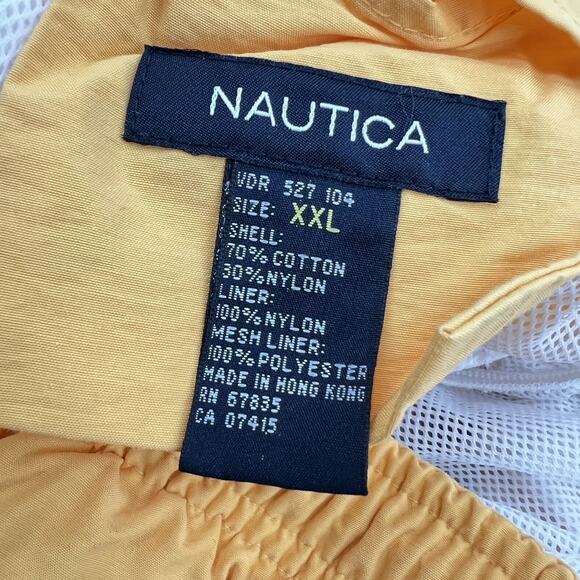 NAUTICA
VDR 527 104
SIZE: XXL
SHELL:
70% COTTON
30% NYLON
LINER:
100% NYLON
MESH LINER:
100% POLYESTER
MADE IN HONG KONG
RN 67835
CA 07415